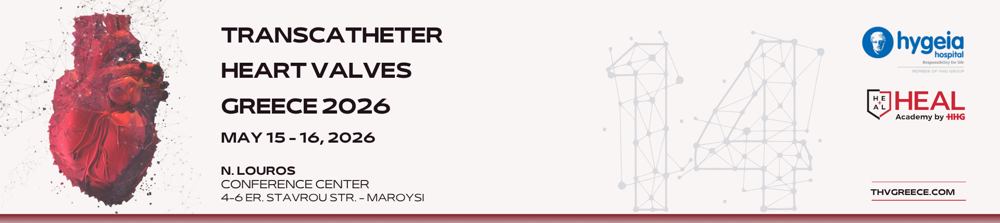 TRANSCATHETER
HEART VALVES
GREECE 2026
MAY 15 - 16, 2026
N. LOUROS
CONFERENCE CENTER
4-6 ER. STAVROU STR. - MAROYSI
14
hygeia
hospital
Responsibility for life
MEMBER OF HHG GROUP
H E
A L
HEAL
Academy by HHG
THVGREECE.COM